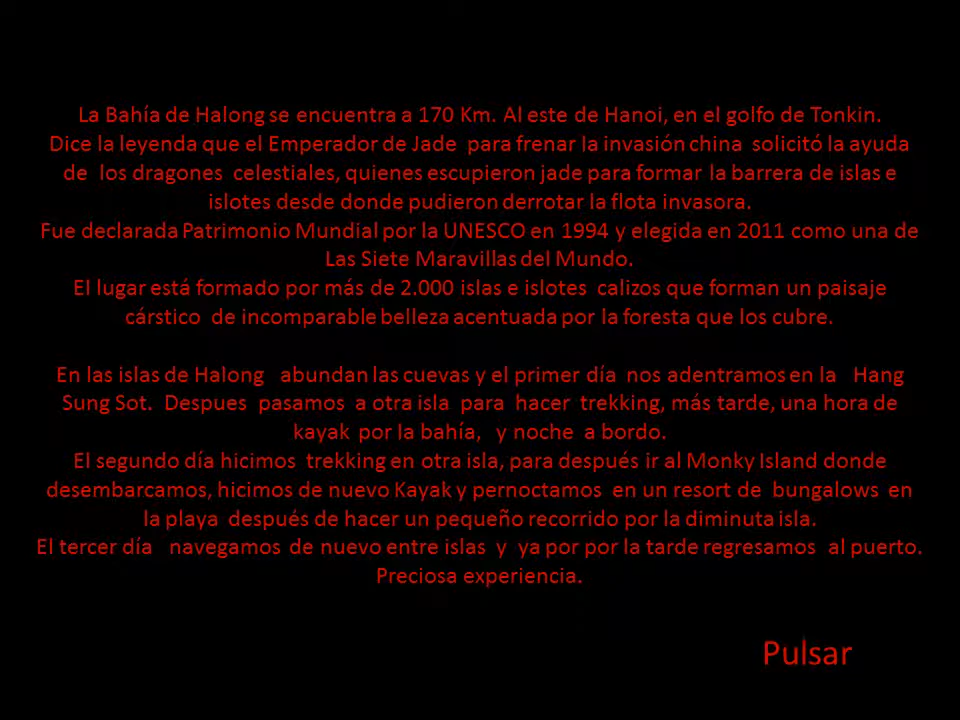 La Bahía de Halong se encuentra a 170 Km. Al este de Hanoi, en el golfo de Tonkin.
Dice la leyenda que el Emperador de Jade para frenar la invasión china solicitó la ayuda
de los dragones celestiales, quienes escupieron jade para formar la barrera de islas e
islotes desde donde pudieron derrotar la flota invasora.
Fue declarada Patrimonio Mundial por la UNESCO en 1994 y elegida en 2011 como una de
Las Siete Maravillas del Mundo.
El lugar está formado por más de 2.000 islas e islotes calizos que forman un paisaje
cárstico de incomparable belleza acentuada por la foresta que los cubre.
En las islas de Halong abundan las cuevas y el primer día nos adentramos en la Hang
Sung Sot. Despues pasamos a otra isla para hacer trekking, más tarde, una hora de
kayak por la bahía, y noche a bordo.
El segundo día hicimos trekking en otra isla, para después ir al Monky Island donde
desembarcamos, hicimos de nuevo Kayak y pernoctamos en un resort de bungalows en
la playa después de hacer un pequeño recorrido por la diminuta isla.
El tercer día navegamos de nuevo entre islas y ya por por la tarde regresamos al puerto.
Preciosa experiencia.
Pulsar